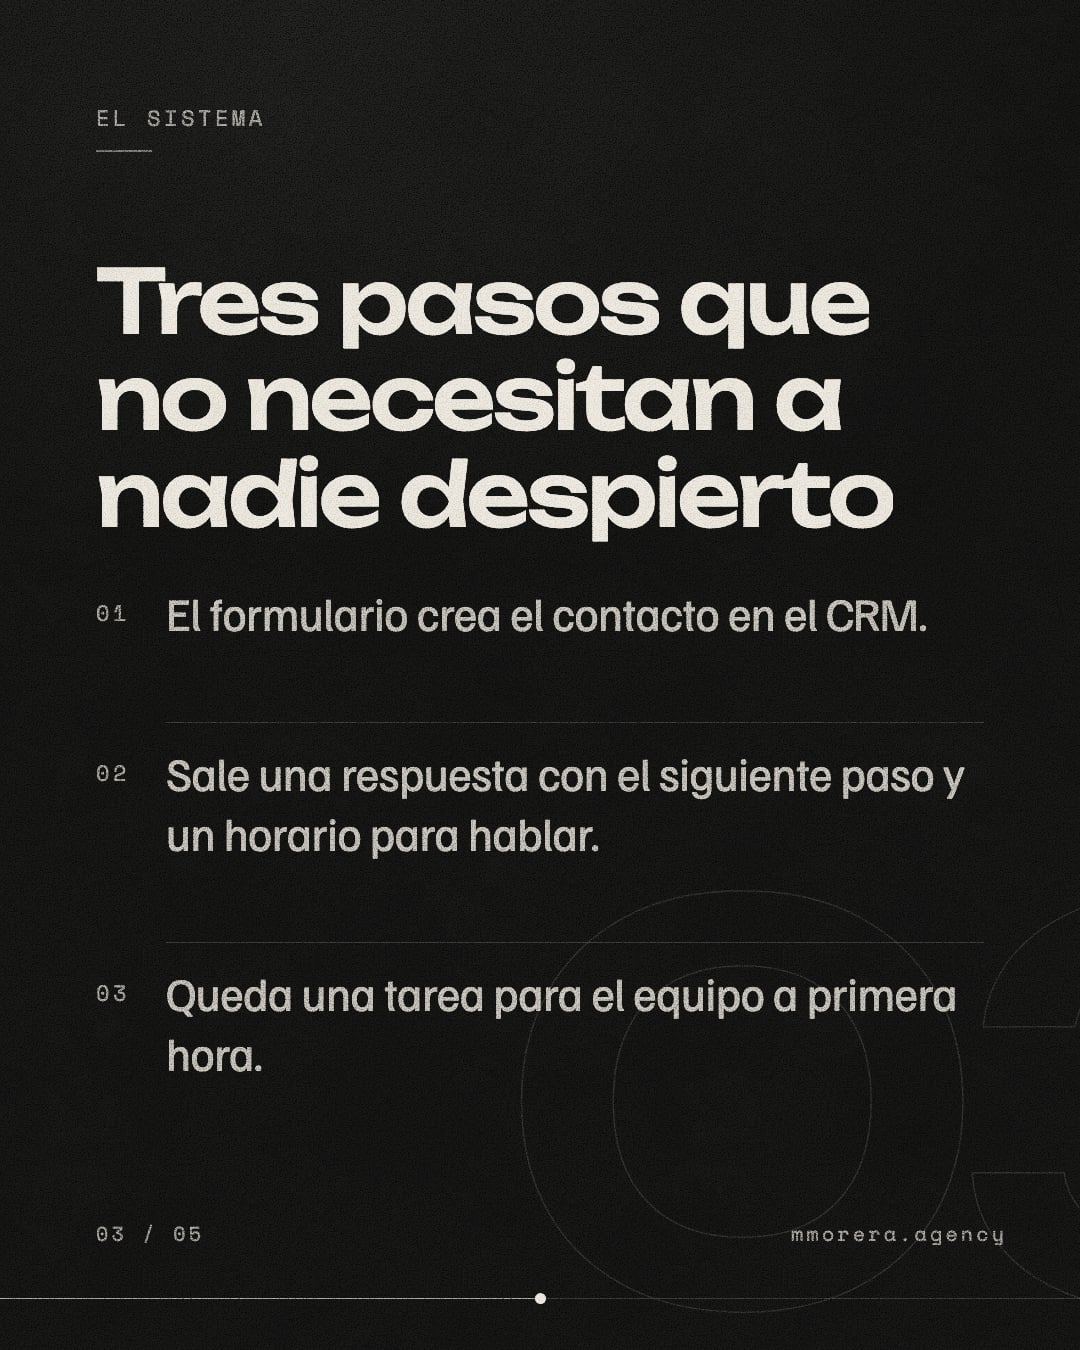 EL SISTEMA
Tres pasos que
no necesitan a
nadie despierto
01 El formulario crea el contacto en el CRM.
02 Sale una respuesta con el siguiente paso y
un horario para hablar.
03 Queda una tarea para el equipo a primera
hora.
03 / 05
mmorera.agency